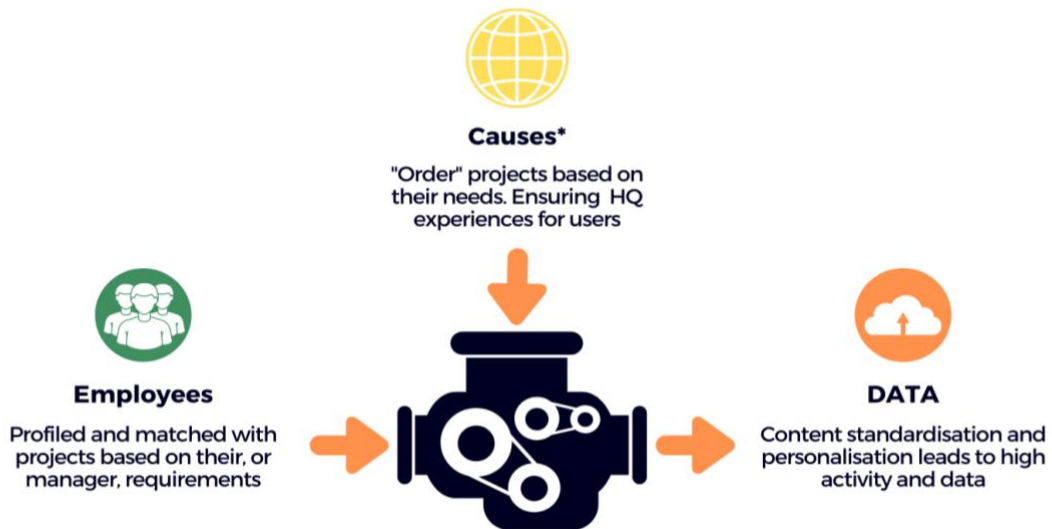 Causes*
"Order" projects based on
their needs. Ensuring HQ
experiences for users
Employees
Profiled and matched with
projects based on their, or
manager, requirements
DATA
Content standardisation and
personalisation leads to high
activity and data